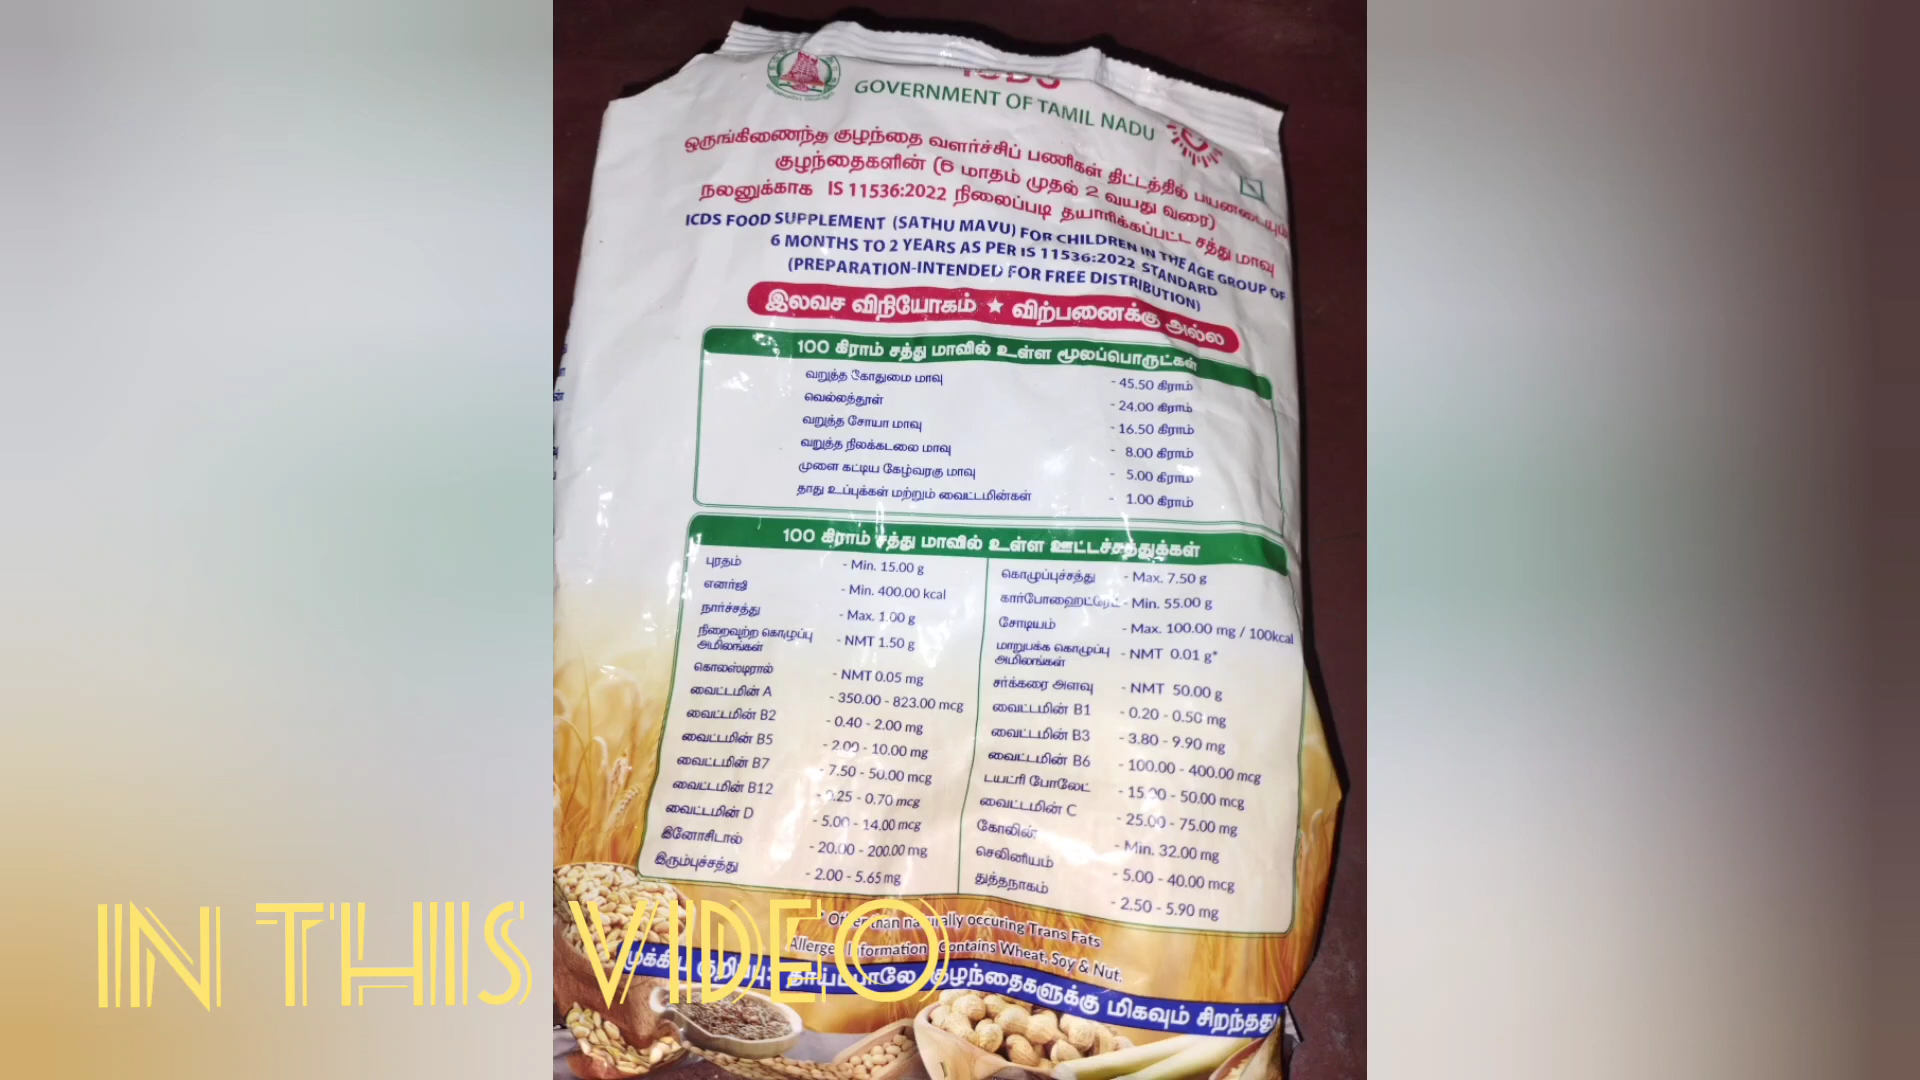 ICDS
GOVERNMENT OF TAMIL NADU
ஒருங்கிணைந்த குழந்தை வளர்ச்சிப் பணிகள் திட்டத்தில் பயனடையும்
குழந்தைகளின் (6 மாதம் முதல் 2 வயது வரை)
நலனுக்காக IS 11536:2022 நிலைப்படி தயாரிக்கப்பட்ட சத்து மாவு
ICDS FOOD SUPPLEMENT (SATHU MAVU) FOR CHILDREN IN THE AGE GROUP OF
6 MONTHS TO 2 YEARS AS PER IS 11536:2022 STANDARD
(PREPARATION-INTENDED FOR FREE DISTRIBUTION)
இலவச விநியோகம் ★ விற்பனைக்கு அல்ல
100 கிராம் சத்து மாவில் உள்ள மூலப்பொருட்கள்
வறுத்த கோதுமை மாவு - 45.50 கிராம்
வெல்லத்தூள் - 24.00 கிராம்
வறுத்த சோயா மாவு - 16.50 கிராம்
வறுத்த நிலக்கடலை மாவு - 8.00 கிராம்
முளை கட்டிய கேழ்வரகு மாவு - 5.00 கிராம்
தாது உப்புக்கள் மற்றும் வைட்டமின்கள் - 1.00 கிராம்
100 கிராம் சத்து மாவில் உள்ள ஊட்டச்சத்துக்கள்
புரதம் - Min. 15.00 g
எனர்ஜி - Min. 400.00 kcal
நார்ச்சத்து - Max. 1.00 g
நிறைவுற்ற கொழுப்பு
அமிலங்கள் - NMT 1.50 g
கொலஸ்டிரால் - NMT 0.05 mg
வைட்டமின் A - 350.00 - 823.00 mcg
வைட்டமின் B2 - 0.40 - 2.00 mg
வைட்டமின் B5 - 2.00 - 10.00 mg
வைட்டமின் B7 - 7.50 - 50.00 mcg
வைட்டமின் B12 - 0.25 - 0.70 mcg
வைட்டமின் D - 5.00 - 14.00 mcg
இனோசிடால் - 20.00 - 200.00 mg
இரும்புச்சத்து - 2.00 - 5.65 mg
கொழுப்புச்சத்து - Max. 7.50 g
கார்போஹைட்ரேட் - Min. 55.00 g
சோடியம் - Max. 100.00 mg / 100kcal
மாறுபக்க கொழுப்பு
அமிலங்கள் - NMT 0.01 g*
சர்க்கரை அளவு - NMT 50.00 g
வைட்டமின் B1 - 0.20 - 0.50 mg
வைட்டமின் B3 - 3.80 - 9.90 mg
வைட்டமின் B6 - 100.00 - 400.00 mcg
டயட்ரி போலேட் - 15.00 - 50.00 mcg
வைட்டமின் C - 25.00 - 75.00 mg
கோலின் - Min. 32.00 mg
செலினியம் - 5.00 - 40.00 mcg
துத்தநாகம் - 2.50 - 5.90 mg
* Other than naturally occuring Trans Fats
Allergen Information Contains Wheat, Soy & Nut.
முக்கிய குறிப்பு: தாய்ப்பாலே குழந்தைகளுக்கு மிகவும் சிறந்தது
IN THIS VIDEO